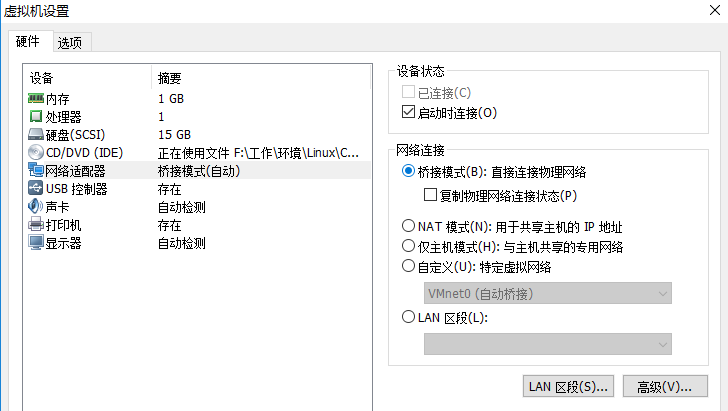 虚拟机设置
硬件 选项
设备 摘要
内存 1 GB
处理器 1
硬盘(SCSI) 15 GB
CD/DVD (IDE) 正在使用文件 F:\工作\环境\Linux\C...
网络适配器 桥接模式(自动)
USB 控制器 存在
声卡 自动检测
打印机 存在
显示器 自动检测
设备状态
已连接(C)
启动时连接(O)
网络连接
桥接模式(B): 直接连接物理网络
复制物理网络连接状态(P)
NAT 模式(N): 用于共享主机的 IP 地址
仅主机模式(H): 与主机共享的专用网络
自定义(U): 特定虚拟网络
VMnet0 (自动桥接)
LAN 区段(L):
LAN 区段(S)... 高级(V)...